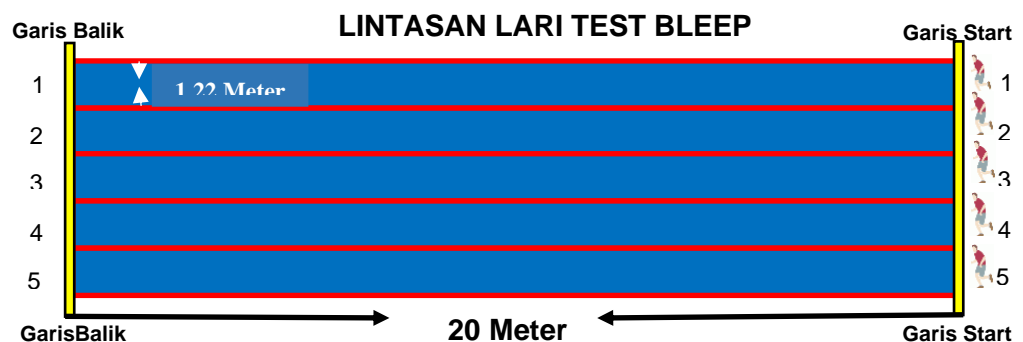 LINTASAN LARI TEST BLEEP
Garis Balik
Garis Start
1
1.22 Meter
1
2
2
3
3
4
4
5
5
GarisBalik
20 Meter
Garis Start